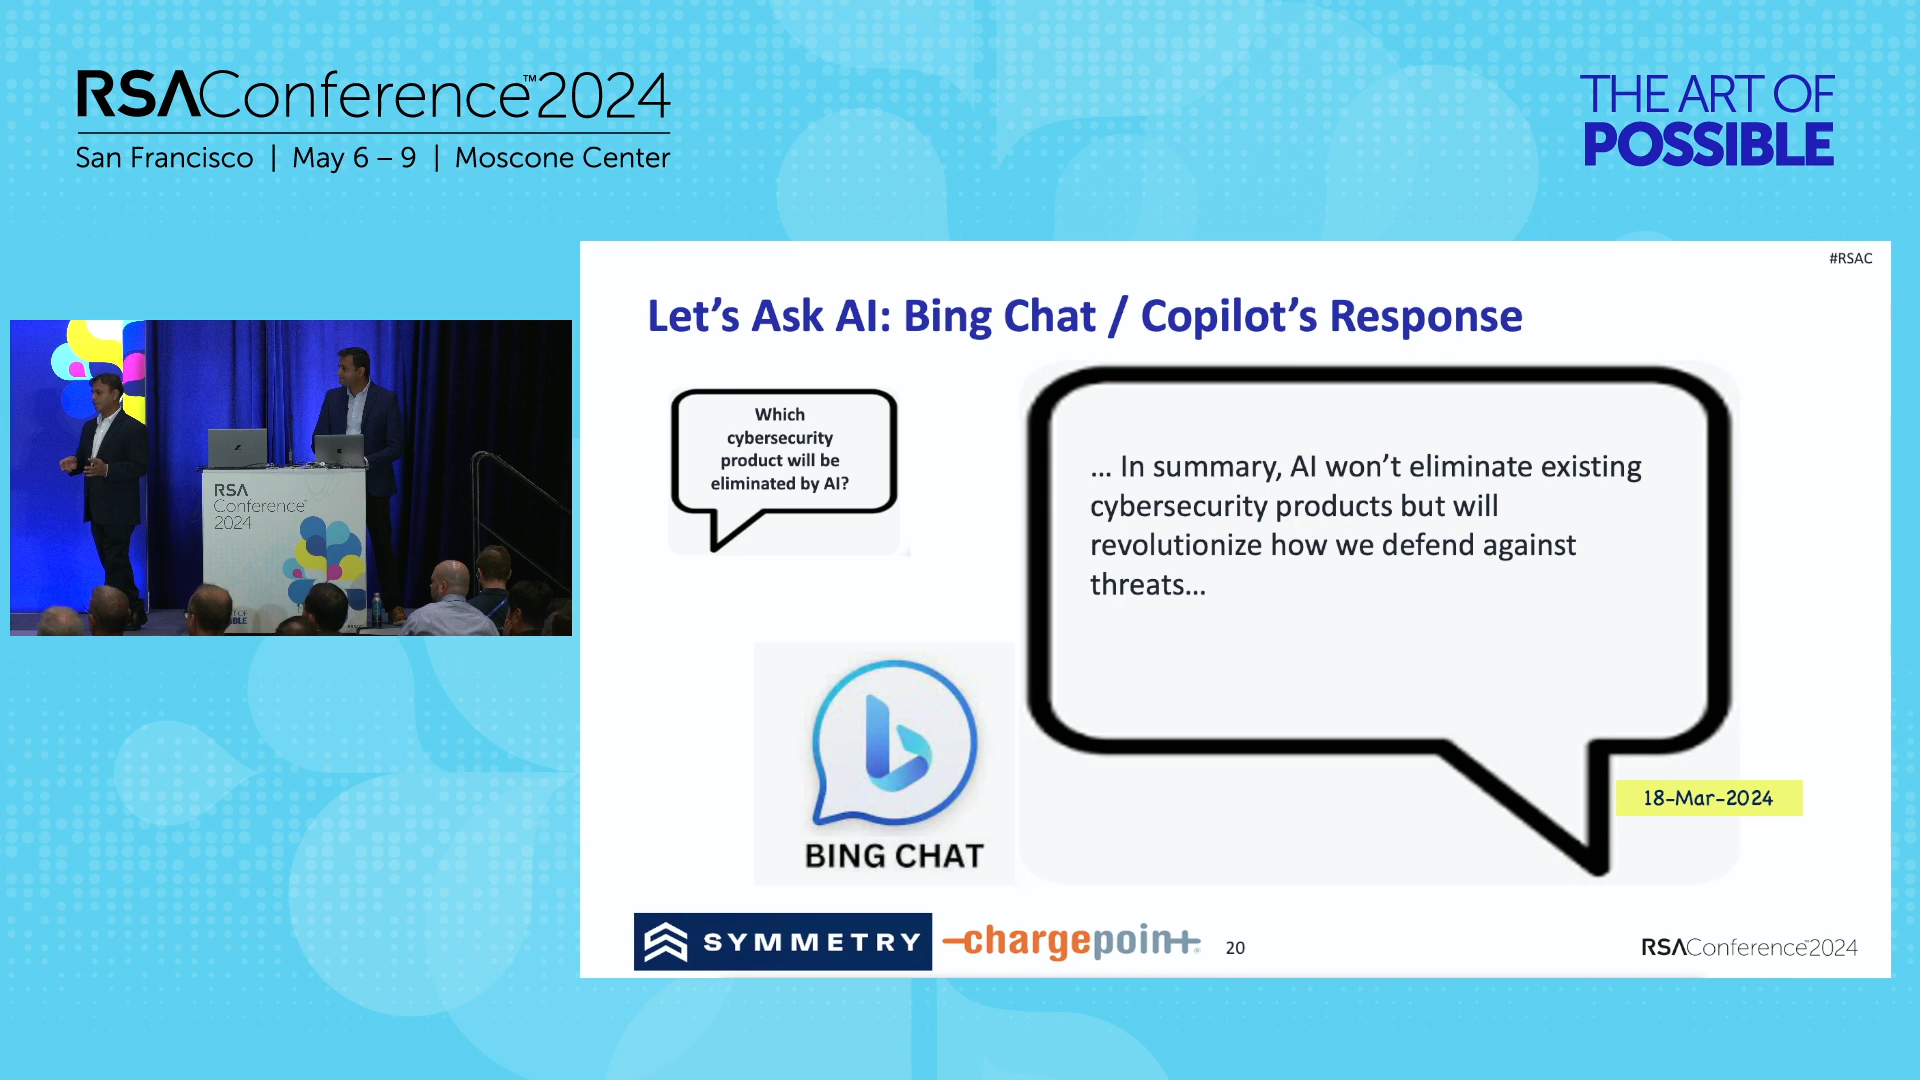 RSAConference™2024
San Francisco | May 6 – 9 | Moscone Center
THE ART OF
POSSIBLE
#RSAC
Let's Ask AI: Bing Chat / Copilot's Response
Which
cybersecurity
product will be
eliminated by AI?
... In summary, AI won't eliminate existing
cybersecurity products but will
revolutionize how we defend against
threats...
18-Mar-2024
BING CHAT
SYMMETRY
chargepoint
20
RSAConference™2024
RSA
Conference™
2024